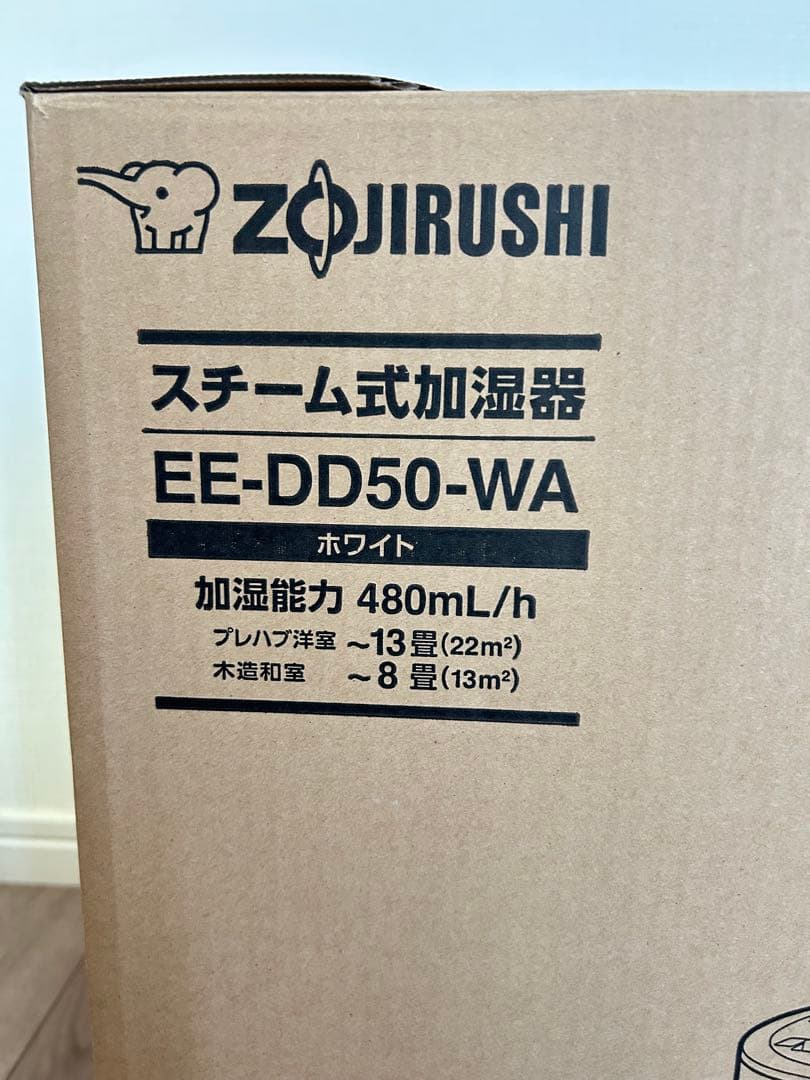 ZOJIRUSHI
スチーム式加湿器
EE-DD50-WA
ホワイト
加湿能力 480mL/h
プレハブ洋室 ～13畳(22m²)
木造和室 ～8畳(13m²)